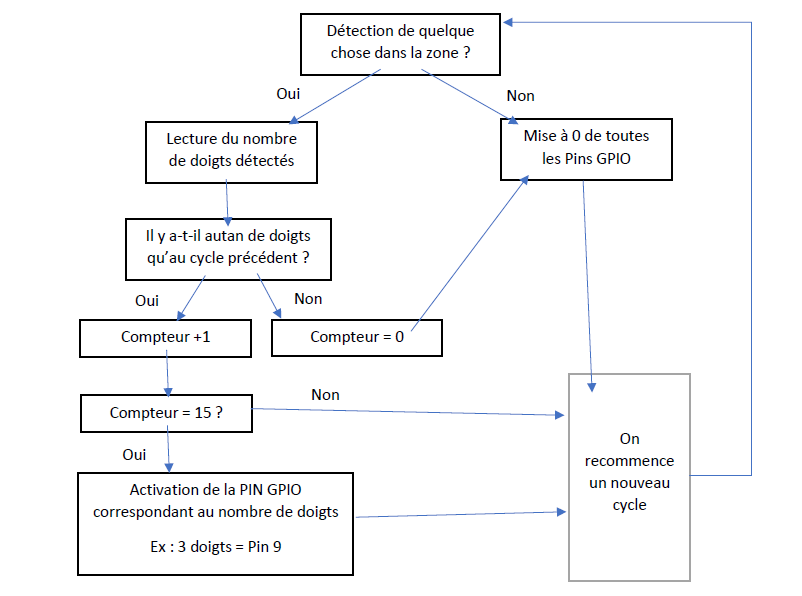 Détection de quelque
chose dans la zone ?
Oui
Non
Lecture du nombre
de doigts détectés
Mise à 0 de toutes
les Pins GPIO
Il y a-t-il autan de doigts
qu'au cycle précédent ?
Oui
Non
Compteur +1
Compteur = 0
Compteur = 15 ?
Non
Oui
Activation de la PIN GPIO
correspondant au nombre de doigts
Ex : 3 doigts = Pin 9
On
recommence
un nouveau
cycle